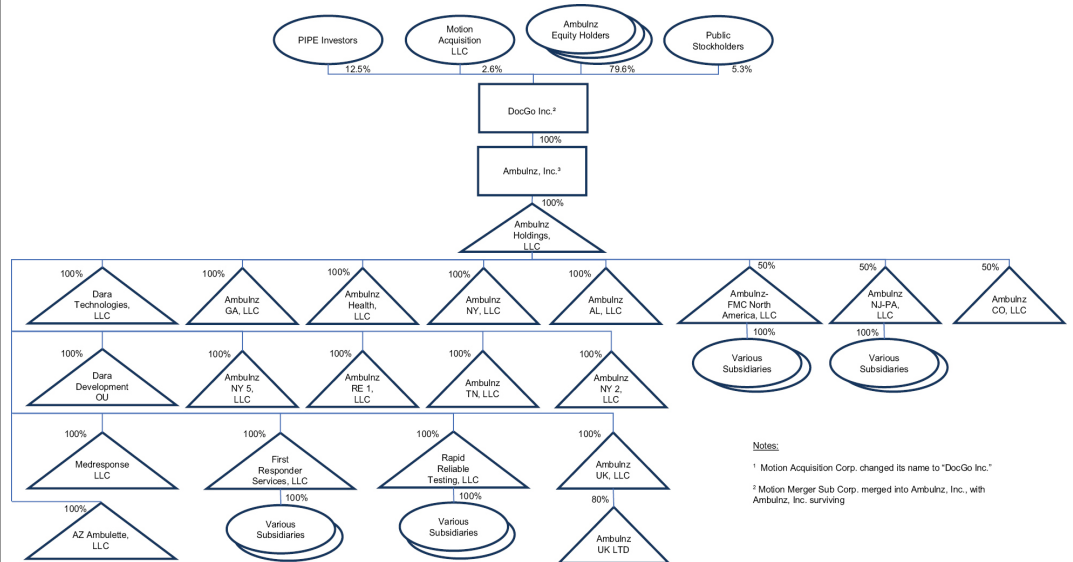 PIPE Investors
Motion
Acquisition
LLC
Ambulnz
Equity Holders
Public
Stockholders
12.5%
2.6%
79.6%
5.3%
DocGo Inc.²
100%
Ambulnz, Inc.³
100%
Ambulnz
Holdings,
LLC
100%
Dara
Technologies,
LLC
100%
Ambulnz
GA, LLC
100%
Ambulnz
Health,
LLC
100%
Ambulnz
NY, LLC
100%
Ambulnz
AL, LLC
50%
Ambulnz-
FMC North
America, LLC
50%
Ambulnz
NJ-PA,
LLC
50%
Ambulnz
CO, LLC
100%
Various
Subsidiaries
100%
Various
Subsidiaries
100%
Dara
Development
OU
100%
Ambulnz
NY 5,
LLC
100%
Ambulnz
RE 1,
LLC
100%
Ambulnz
TN, LLC
100%
Ambulnz
NY 2,
LLC
100%
Medresponse
LLC
100%
First
Responder
Services, LLC
100%
Rapid
Reliable
Testing, LLC
100%
Ambulnz
UK, LLC
100%
AZ Ambulette,
LLC
100%
Various
Subsidiaries
100%
Various
Subsidiaries
80%
Ambulnz
UK LTD
Notes:
¹ Motion Acquisition Corp. changed its name to “DocGo Inc.”
² Motion Merger Sub Corp. merged into Ambulnz, Inc., with
Ambulnz, Inc. surviving